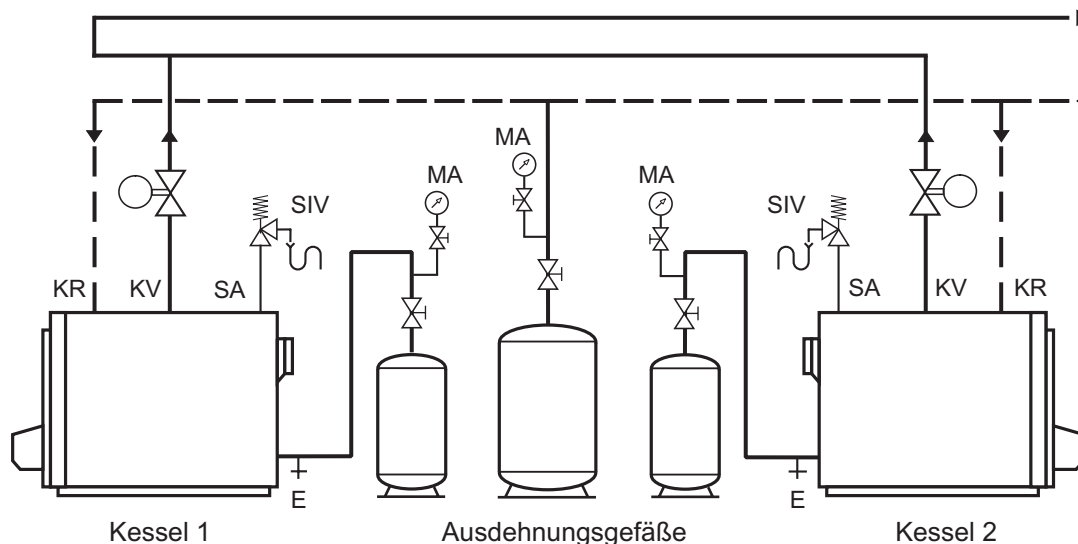 MA
MA
MA
SIV
SIV
KR
KV
SA
SA
KV
KR
E
E
Kessel 1
Ausdehnungsgefäße
Kessel 2